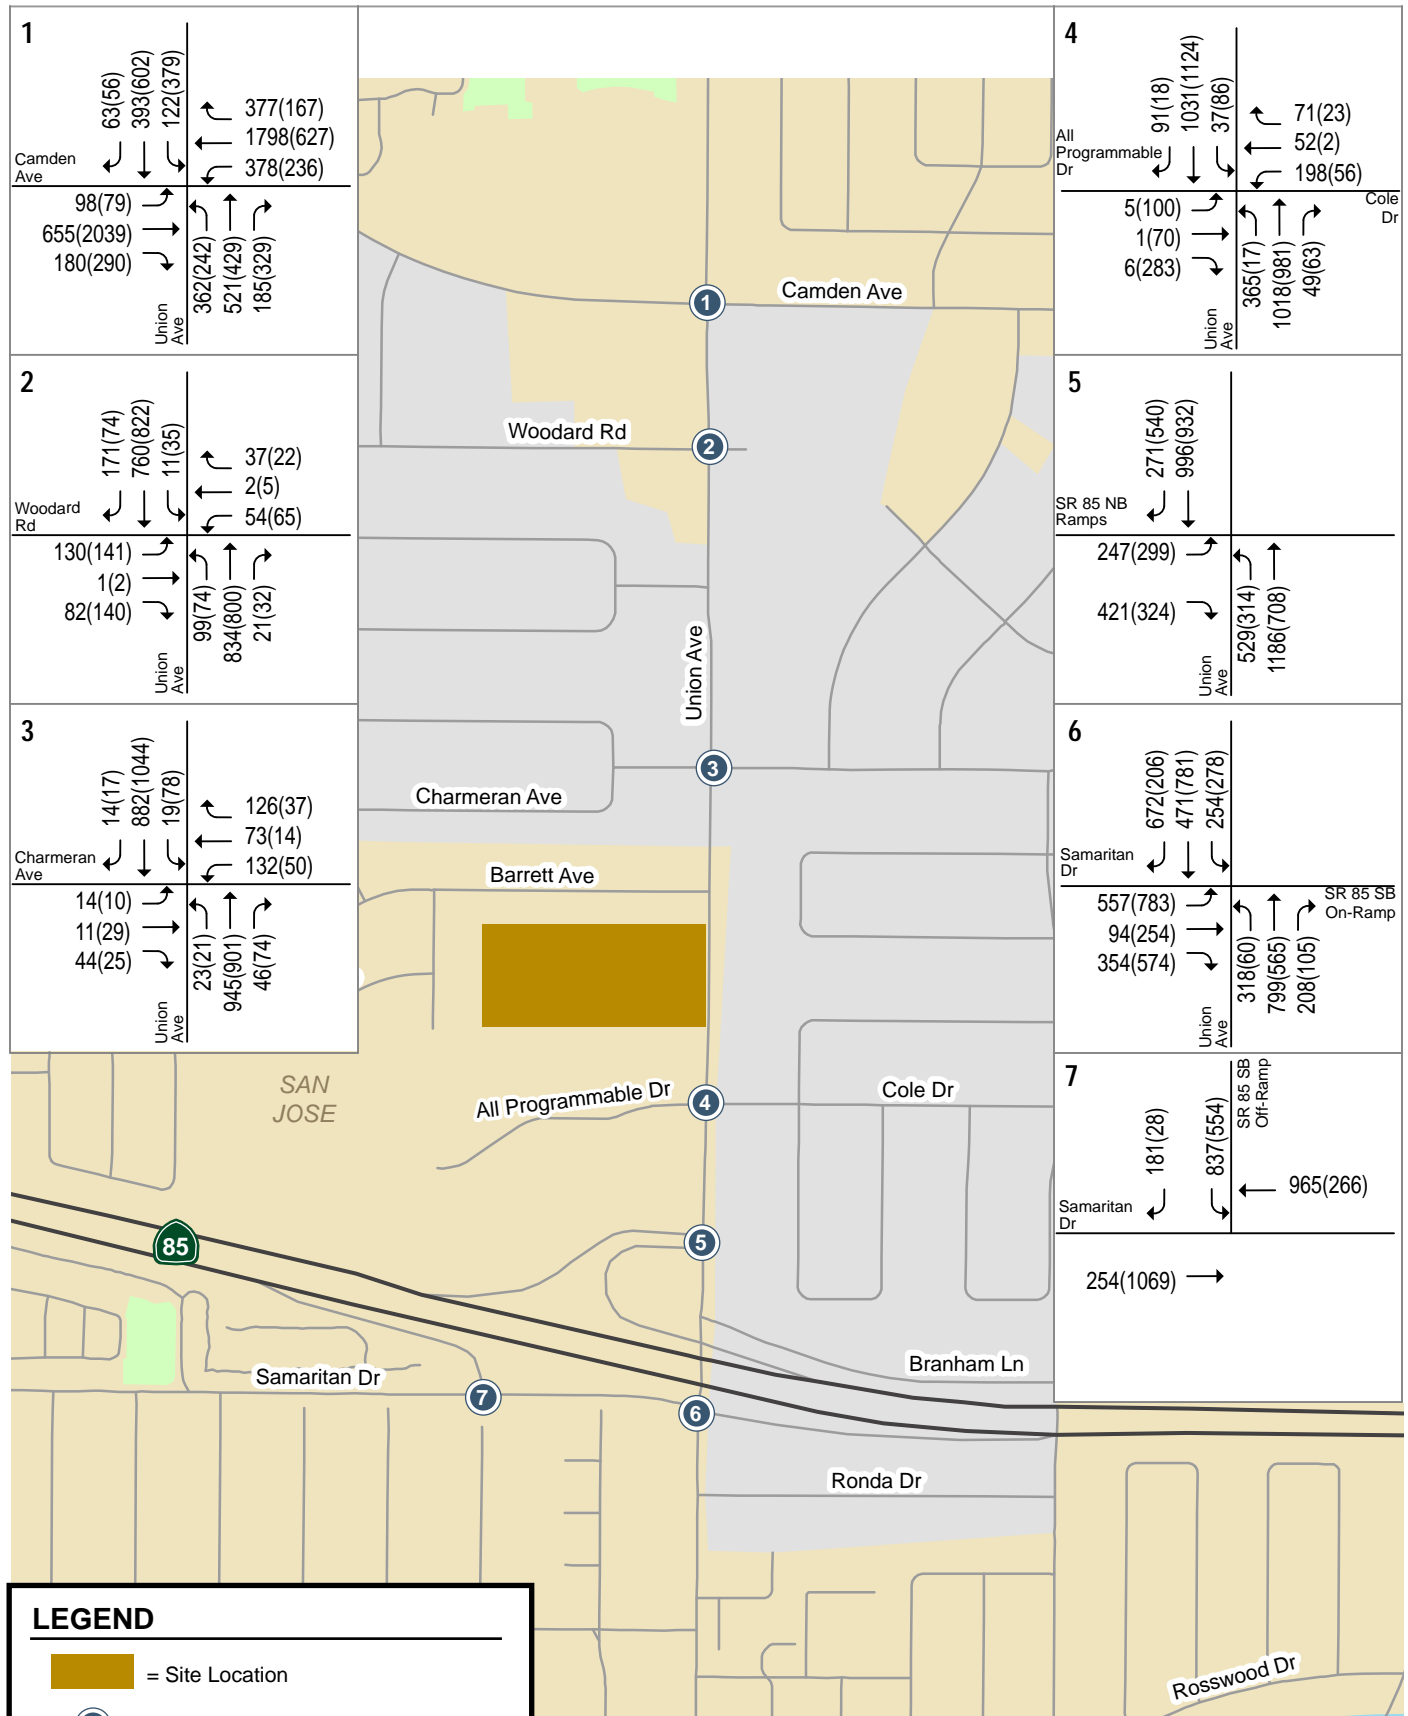 1
63(56)
393(602)
122(379)
377(167)
1798(627)
378(236)
Camden
Ave
98(79)
655(2039)
180(290)
362(242)
521(429)
185(329)
Union
Ave
2
171(74)
760(822)
11(35)
37(22)
2(5)
54(65)
Woodard
Rd
130(141)
1(2)
82(140)
99(74)
834(800)
21(32)
Union
Ave
3
14(17)
882(1044)
19(78)
126(37)
73(14)
132(50)
Charmeran
Ave
14(10)
11(29)
44(25)
23(21)
945(901)
46(74)
Union
Ave
4
91(18)
1031(1124)
37(86)
71(23)
52(2)
198(56)
All
Programmable
Dr
Cole
Dr
5(100)
1(70)
6(283)
365(17)
1018(981)
49(63)
Union
Ave
5
271(540)
996(932)
SR 85 NB
Ramps
247(299)
421(324)
529(314)
1186(708)
Union
Ave
6
672(206)
471(781)
254(278)
Samaritan
Dr
SR 85 SB
On-Ramp
557(783)
94(254)
354(574)
318(60)
799(565)
208(105)
Union
Ave
7
SR 85 SB
Off-Ramp
181(28)
837(554)
965(266)
Samaritan
Dr
254(1069)
Camden Ave
1
Woodard Rd
2
Union Ave
3
Charmeran Ave
Barrett Ave
SAN
JOSE
All Programmable Dr
4
Cole Dr
85
5
Branham Ln
Samaritan Dr
7
6
Ronda Dr
Rosswood Dr
LEGEND
= Site Location